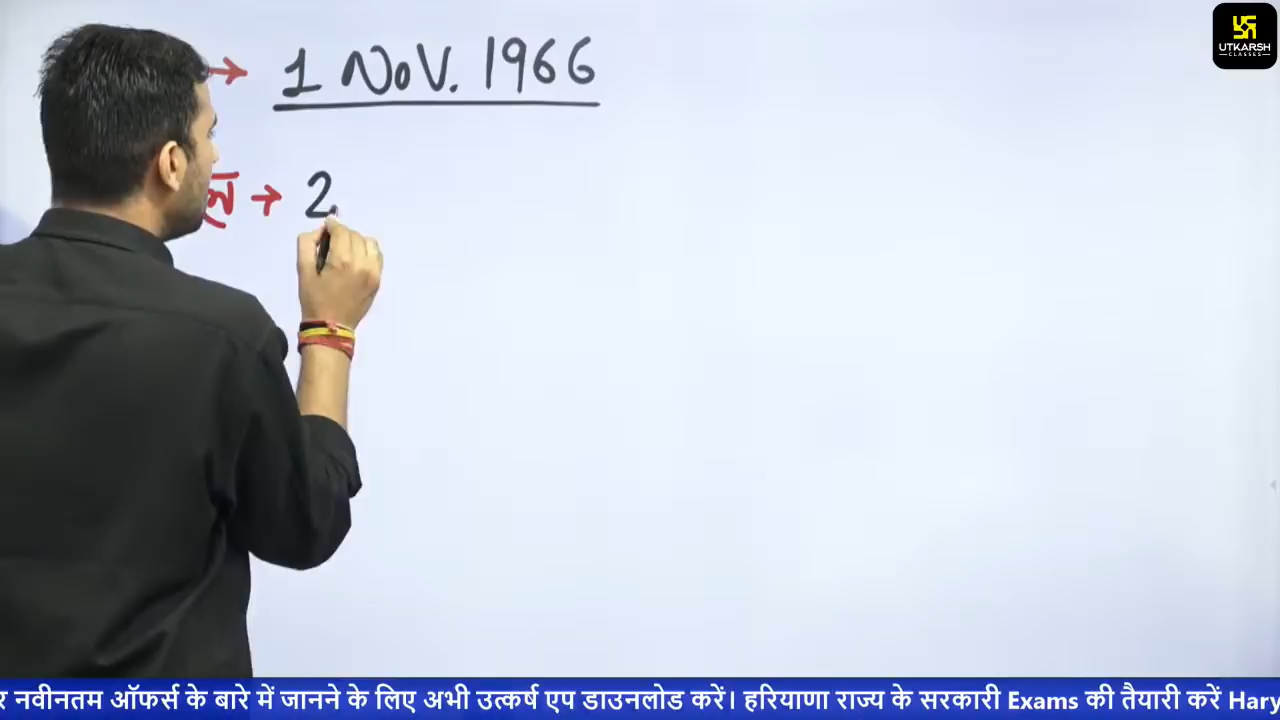 → 1 Nov. 1966
→ 2
UTKARSH
CLASSES
नवीनतम ऑफर्स के बारे में जानने के लिए अभी उत्कर्ष एप डाउनलोड करें। हरियाणा राज्य के सरकारी Exams की तैयारी करें Hary